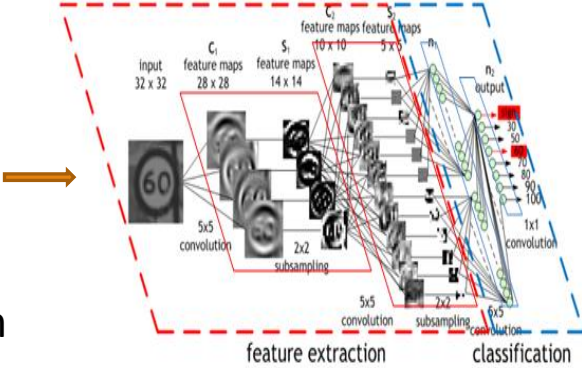 input
32 x 32
C₁
feature maps
28 x 28
S₁
feature maps
14 x 14
C₂
feature maps
10 x 10
S₂
feature maps
5 x 5
n₁
n₂
output
30
50
60
70
80
90
100
60
5x5
convolution
2x2
subsampling
5x5
convolution
2x2
subsampling
convolution
1x1
convolution
feature extraction
classification